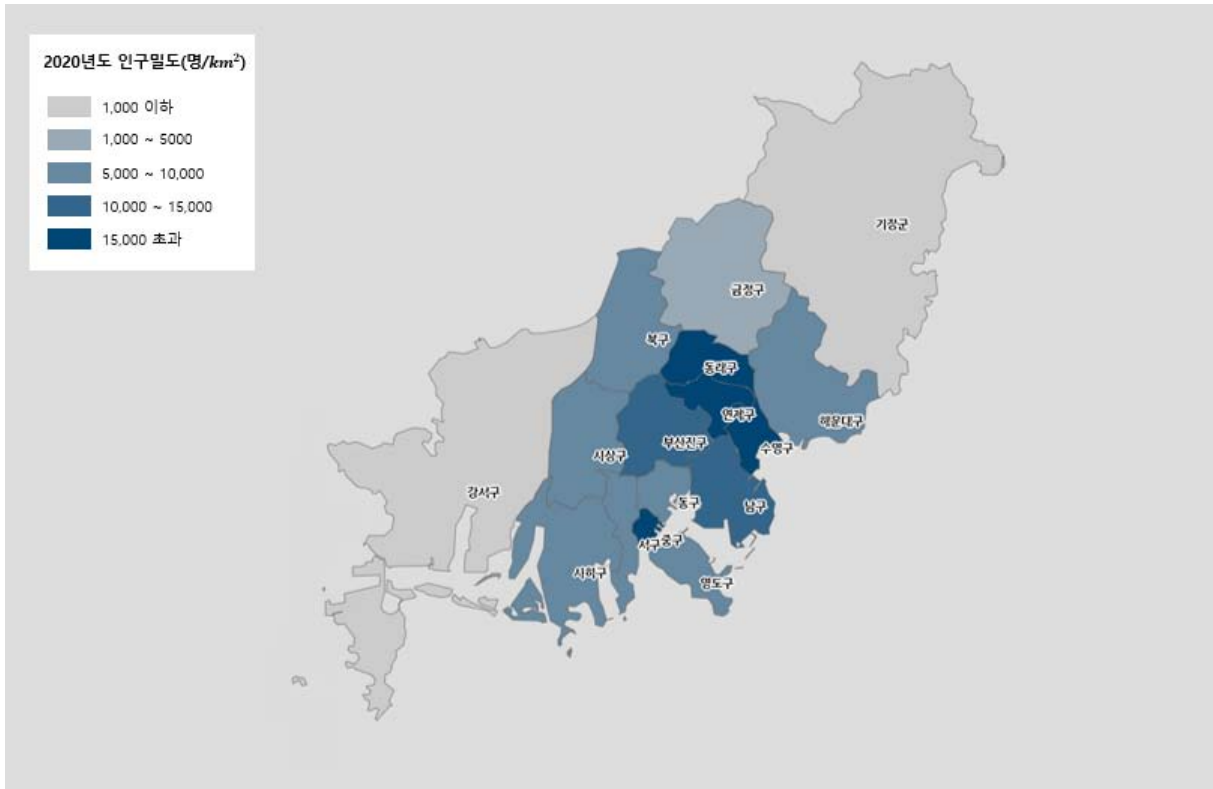 2020년도 인구밀도(명/km²)
1,000 이하
1,000 ~ 5000
5,000 ~ 10,000
10,000 ~ 15,000
15,000 초과
기장군
금정구
북구
동래구
연제구
해운대구
부산진구
수영구
사상구
강서구
동구
남구
서구
중구
사하구
영도구